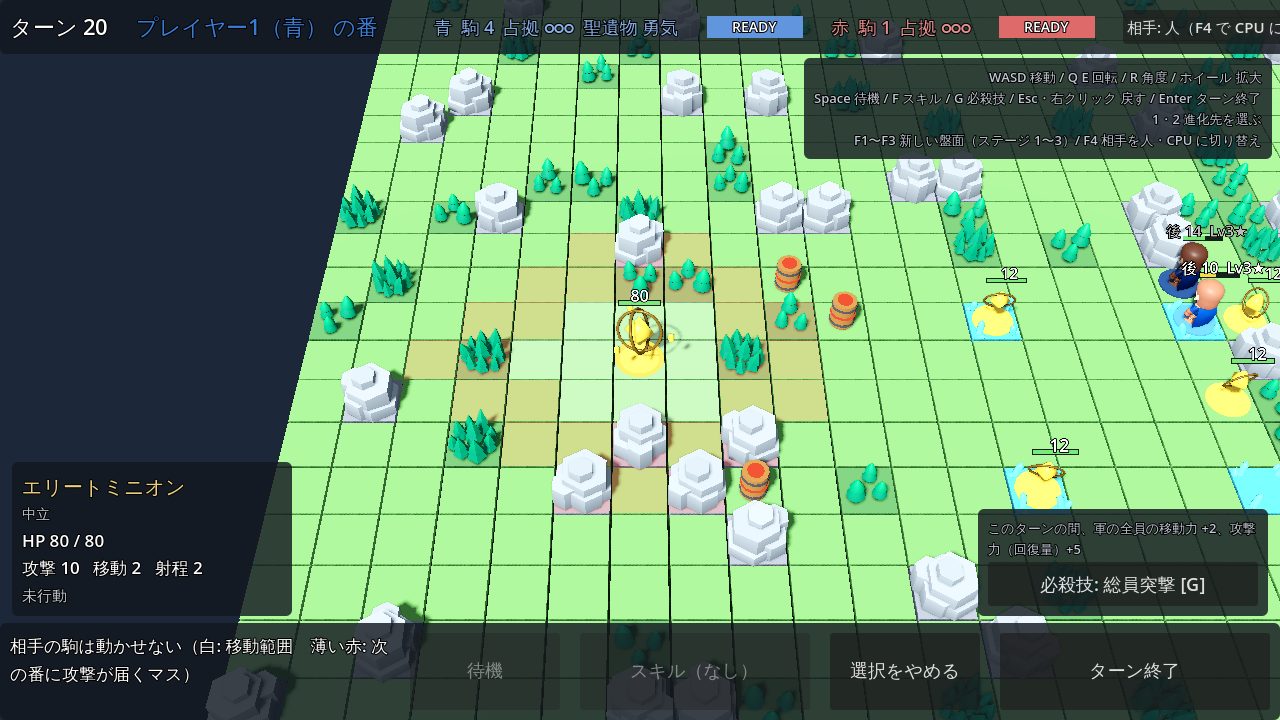 ターン 20 プレイヤー1（青）の番 青 駒 4 占拠 ○○○ 聖遺物 勇気 READY 赤 駒 1 占拠 ○○○ READY 相手: 人（F4 で CPU に
WASD 移動 / Q E 回転 / R 角度 / ホイール 拡大
Space 待機 / F スキル / G 必殺技 / Esc・右クリック 戻す / Enter ターン終了
1・2 進化先を選ぶ
F1〜F3 新しい盤面（ステージ 1〜3）/ F4 相手を人・CPU に切り替え
後 14 Lv3★
後 10 Lv3★
12
12
80
12
12
エリートミニオン
中立
HP 80 / 80
攻撃 10 移動 2 射程 2
未行動
このターンの間、軍の全員の移動力 +2、攻撃
力（回復量）+5
必殺技: 総員突撃 [G]
相手の駒は動かせない（白: 移動範囲 薄い赤: 次
の番に攻撃が届くマス）
待機
スキル（なし）
選択をやめる
ターン終了